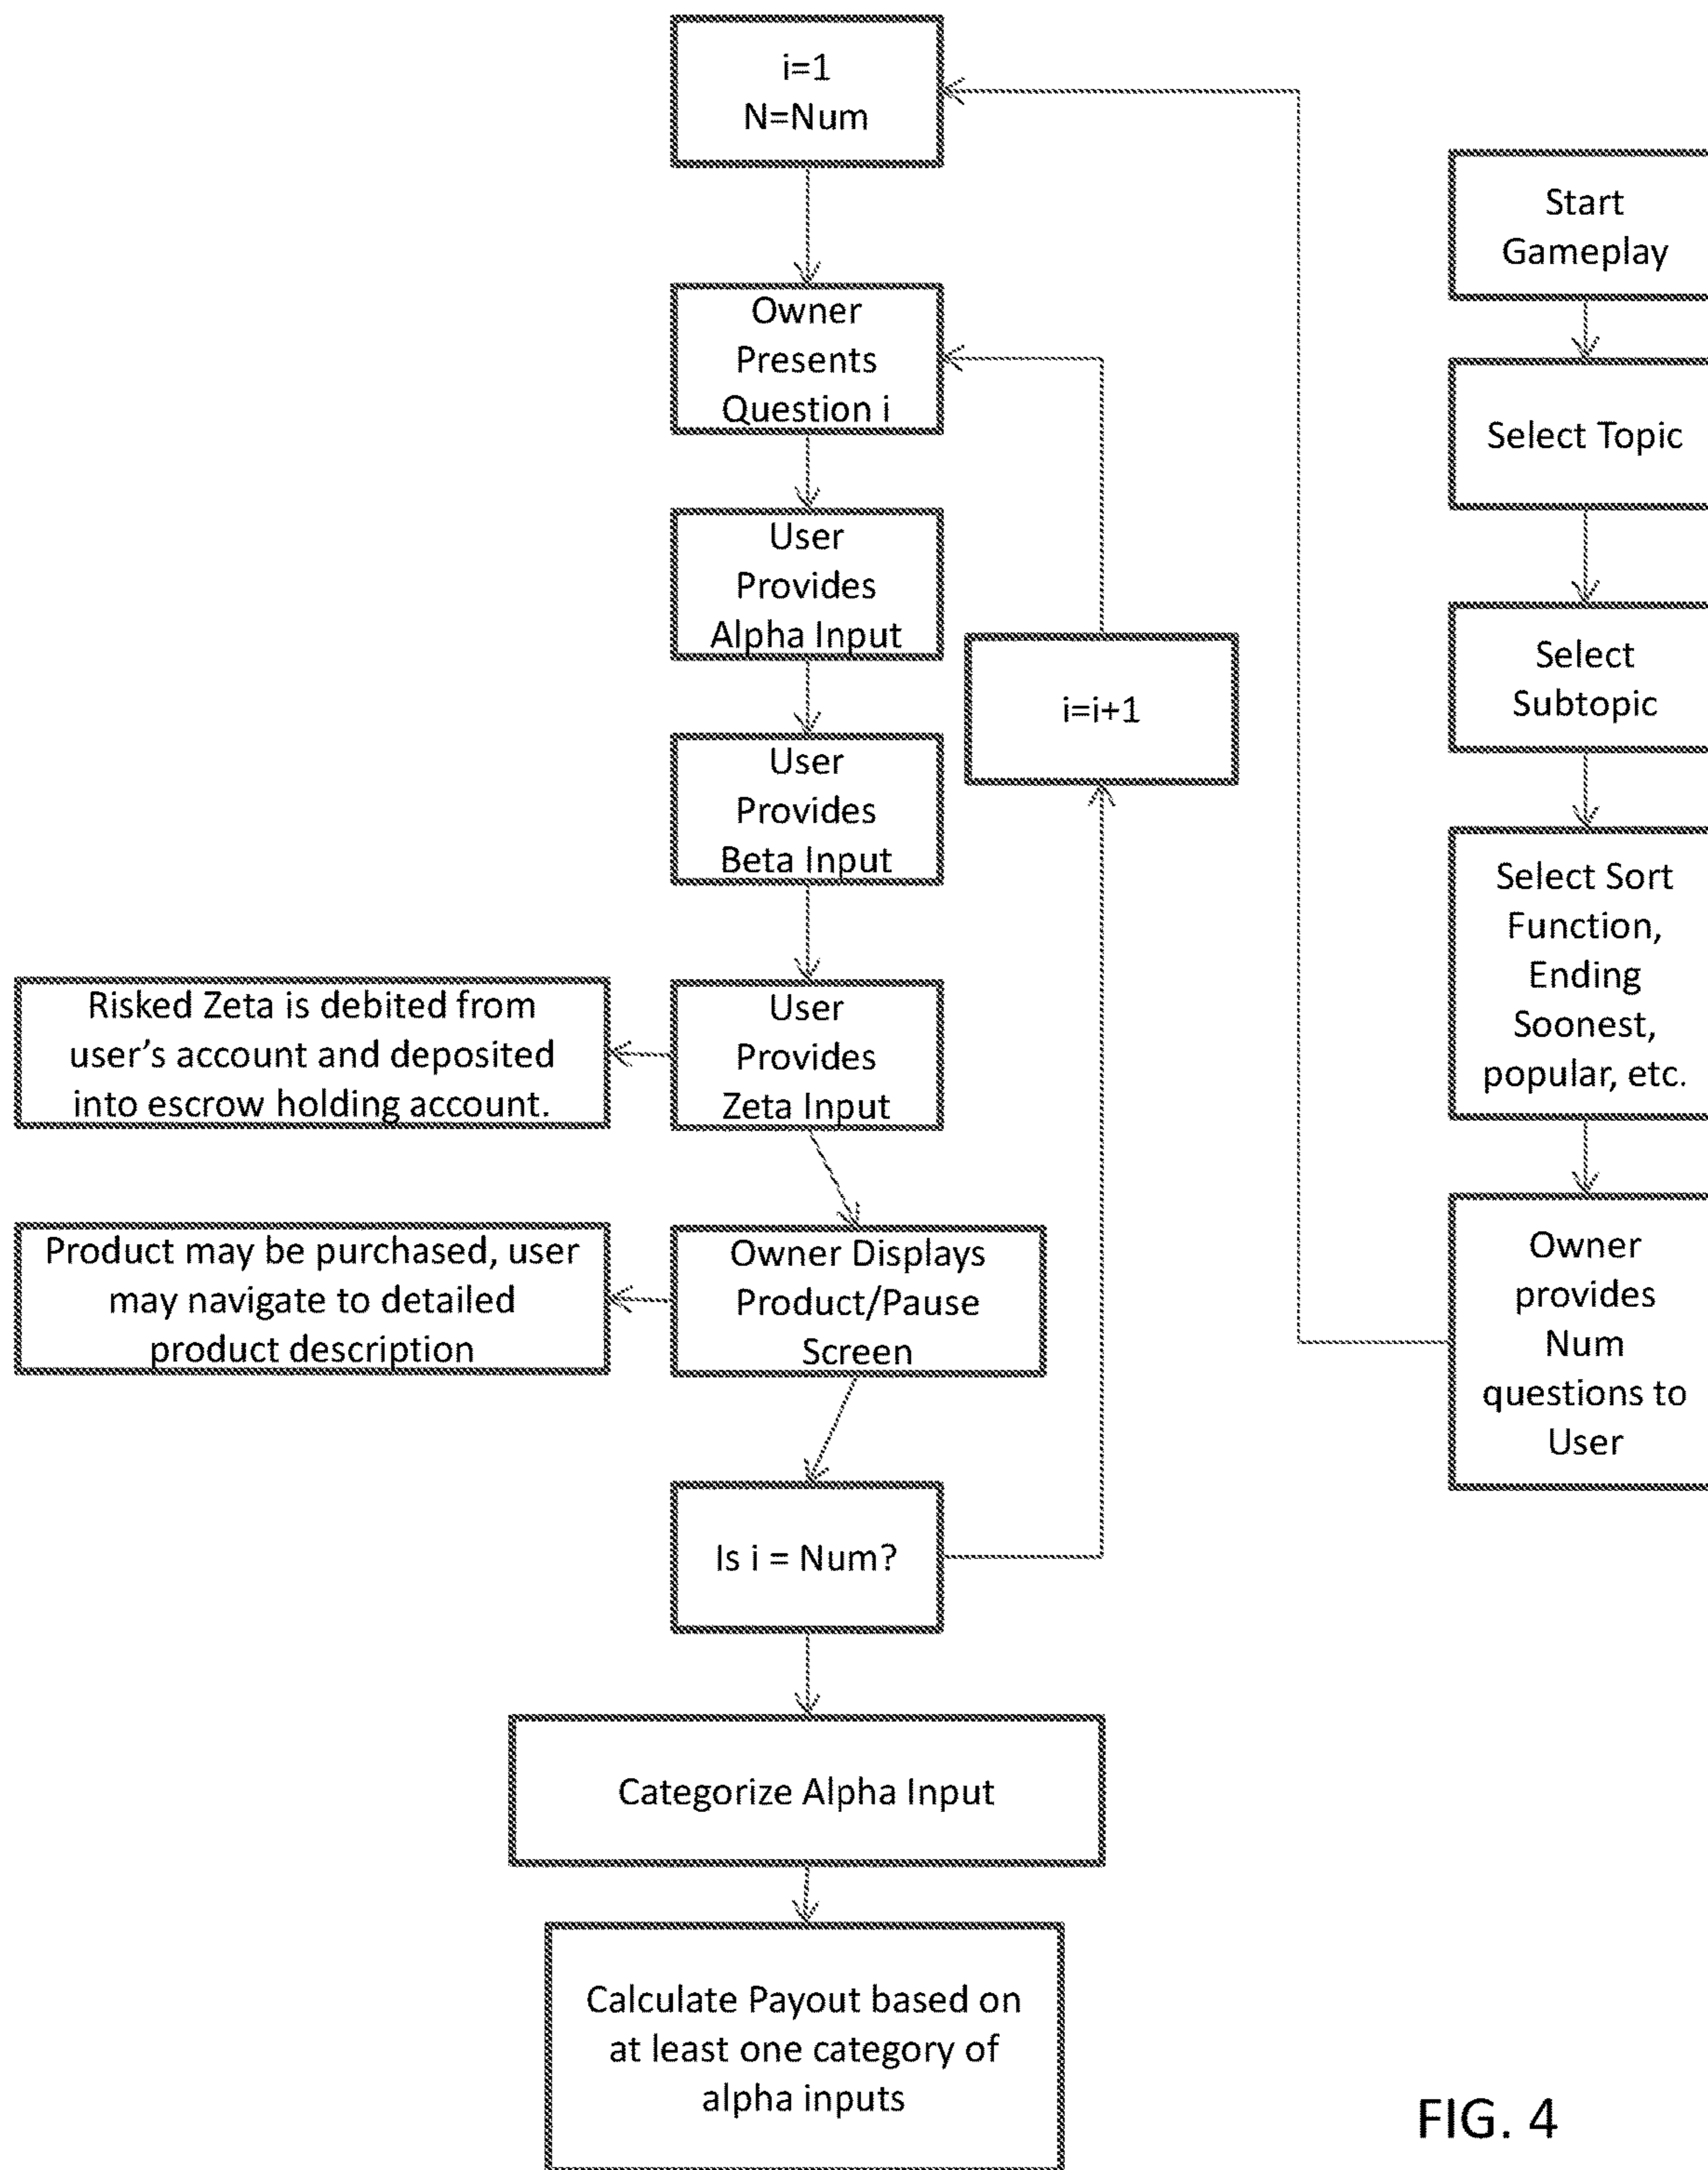 i=1
N=Num
Owner
Presents
Question i
User
Provides
Alpha Input
User
Provides
Beta Input
i=i+1
Risked Zeta is debited from
user’s account and deposited
into escrow holding account.
User
Provides
Zeta Input
Product may be purchased, user
may navigate to detailed
product description
Owner Displays
Product/Pause
Screen
Is i = Num?
Categorize Alpha Input
Calculate Payout based on
at least one category of
alpha inputs
Start
Gameplay
Select Topic
Select
Subtopic
Select Sort
Function,
Ending
Soonest,
popular, etc.
Owner
provides
Num
questions to
User
FIG. 4